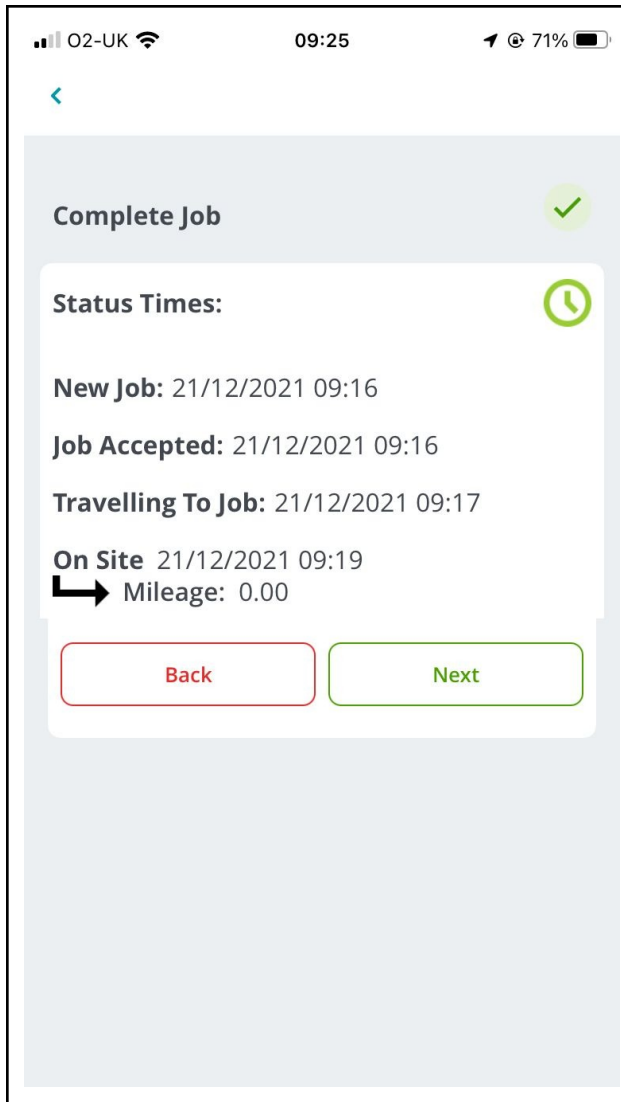 O2-UK 09:25 71%
Complete Job
Status Times:
New Job: 21/12/2021 09:16
Job Accepted: 21/12/2021 09:16
Travelling To Job: 21/12/2021 09:17
On Site 21/12/2021 09:19
Mileage: 0.00
Back Next